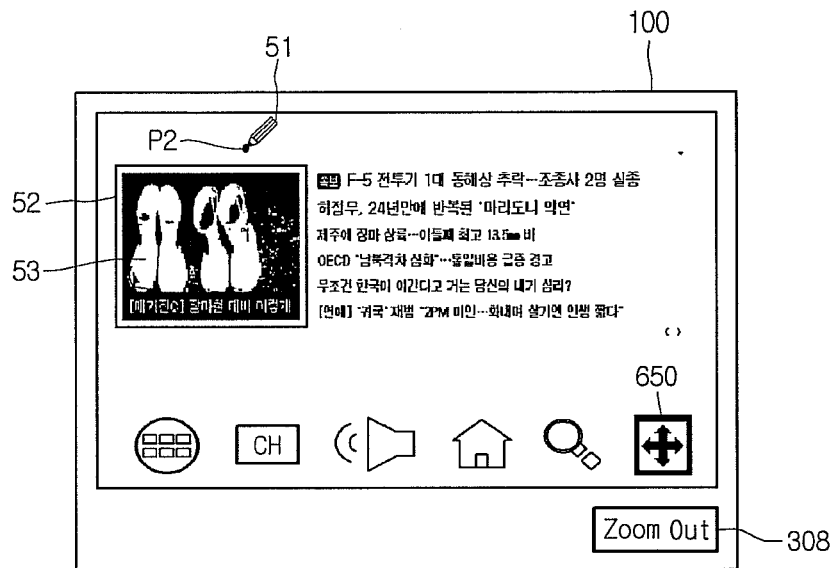 100
51
P2
52
53
속보 F-5 전투기 1대 동해상 추락…조종사 2명 실종
허정무, 24년만에 반복된 "마라도나 악연"
제주에 장마 상륙…이틀째 최고 13.5㎜ 비
OECD "남북격차 심화"…통일비용 급증 경고
무조건 한국이 이긴다고 거는 당신의 내기 심리?
[연예] "귀국" 재범 "2PM 미안…화내며 살기엔 인생 짧다"
대비 이렇게
650
CH
Zoom Out
308